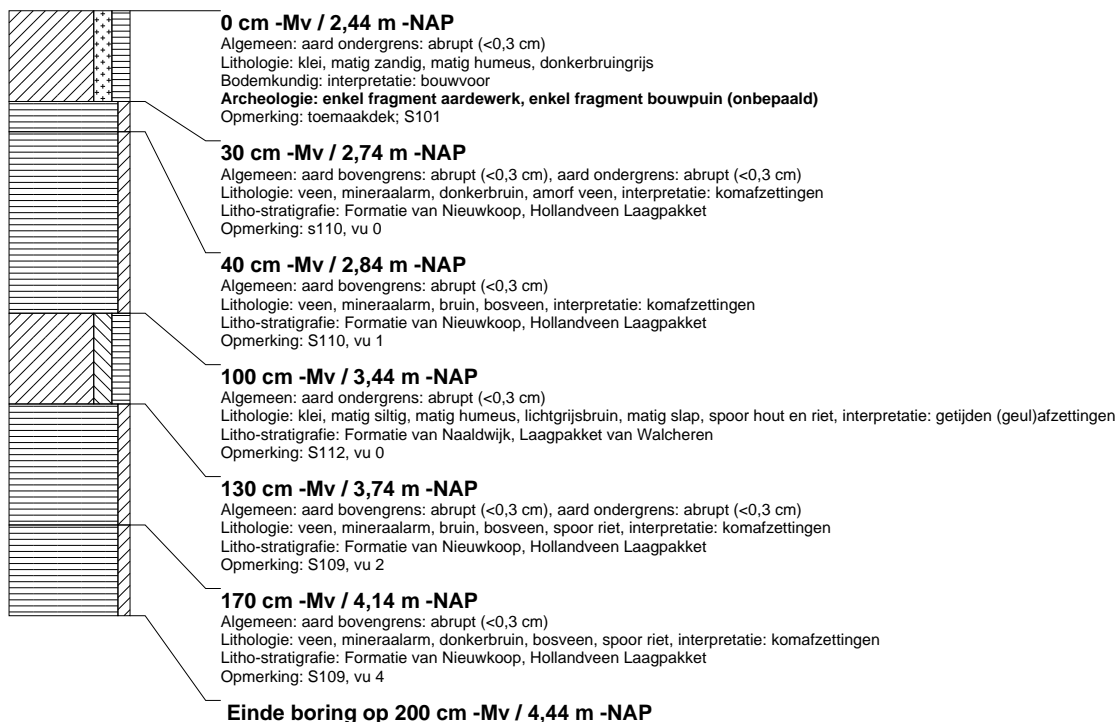 0 cm -Mv / 2,44 m -NAP
Algemeen: aard ondergrens: abrupt (<0,3 cm)
Lithologie: klei, matig zandig, matig humeus, donkerbruingrijs
Bodemkundig: interpretatie: bouwvoor
Archeologie: enkel fragment aardewerk, enkel fragment bouwpuin (onbepaald)
Opmerking: toemaakdek; S101
30 cm -Mv / 2,74 m -NAP
Algemeen: aard bovengrens: abrupt (<0,3 cm), aard ondergrens: abrupt (<0,3 cm)
Lithologie: veen, mineraalarm, donkerbruin, amorf veen, interpretatie: komafzettingen
Litho-stratigrafie: Formatie van Nieuwkoop, Hollandveen Laagpakket
Opmerking: s110, vu 0
40 cm -Mv / 2,84 m -NAP
Algemeen: aard bovengrens: abrupt (<0,3 cm)
Lithologie: veen, mineraalarm, bruin, bosveen, interpretatie: komafzettingen
Litho-stratigrafie: Formatie van Nieuwkoop, Hollandveen Laagpakket
Opmerking: S110, vu 1
100 cm -Mv / 3,44 m -NAP
Algemeen: aard ondergrens: abrupt (<0,3 cm)
Lithologie: klei, matig siltig, matig humeus, lichtgrijsbruin, matig slap, spoor hout en riet, interpretatie: getijden (geul)afzettingen
Litho-stratigrafie: Formatie van Naaldwijk, Laagpakket van Walcheren
Opmerking: S112, vu 0
130 cm -Mv / 3,74 m -NAP
Algemeen: aard bovengrens: abrupt (<0,3 cm), aard ondergrens: abrupt (<0,3 cm)
Lithologie: veen, mineraalarm, bruin, bosveen, spoor riet, interpretatie: komafzettingen
Litho-stratigrafie: Formatie van Nieuwkoop, Hollandveen Laagpakket
Opmerking: S109, vu 2
170 cm -Mv / 4,14 m -NAP
Algemeen: aard bovengrens: abrupt (<0,3 cm)
Lithologie: veen, mineraalarm, donkerbruin, bosveen, spoor riet, interpretatie: komafzettingen
Litho-stratigrafie: Formatie van Nieuwkoop, Hollandveen Laagpakket
Opmerking: S109, vu 4
Einde boring op 200 cm -Mv / 4,44 m -NAP